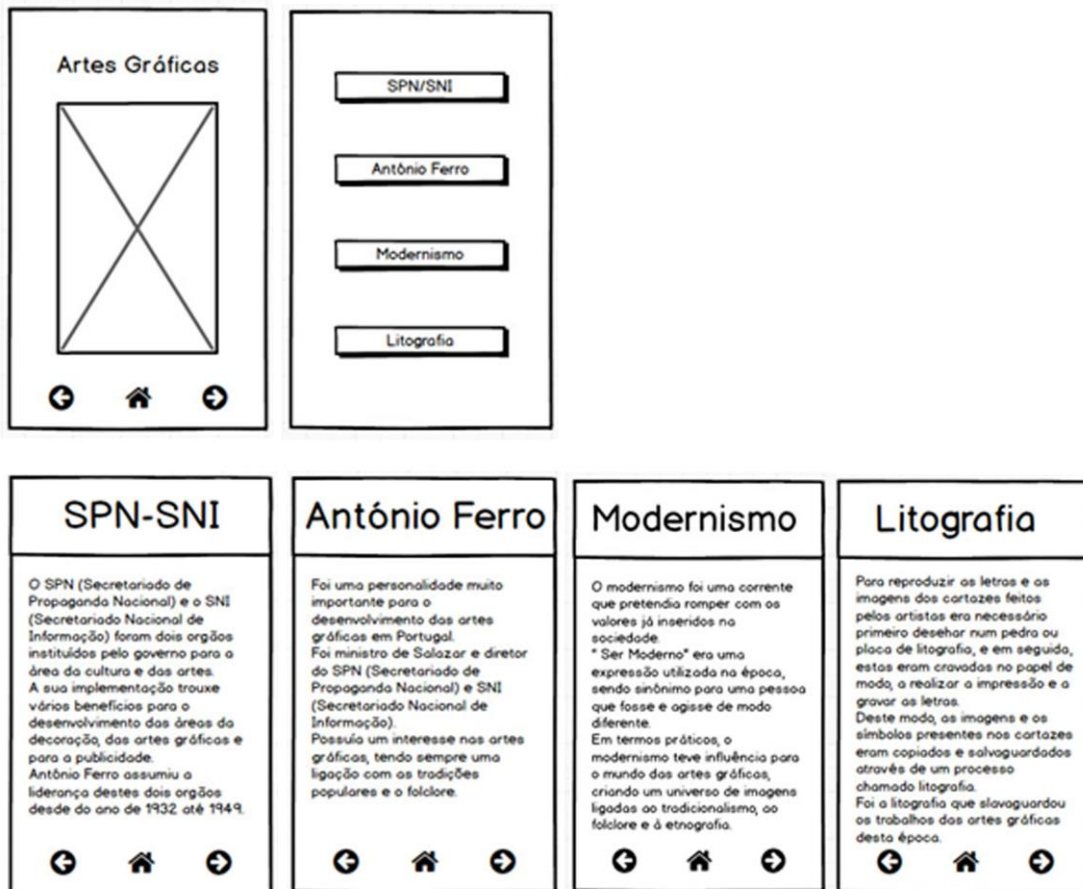 Artes Gráficas
SPN/SNI
António Ferro
Modernismo
Litografia
SPN-SNI
O SPN (Secretariado de
Propaganda Nacional) e o SNI
(Secretariado Nacional de
Informação) foram dois orgãos
instituídos pelo governo para a
área da cultura e das artes.
A sua implementação trouxe
vários benefícios para o
desenvolvimento das áreas da
decoração, das artes gráficas e
para a publicidade.
António Ferro assumiu a
liderança destes dois orgãos
desde do ano de 1932 até 1949.
António Ferro
Foi uma personalidade muito
importante para o
desenvolvimento das artes
gráficas em Portugal.
Foi ministro de Salazar e diretor
do SPN (Secretariado de
Propaganda Nacional) e SNI
(Secretariado Nacional de
Informação).
Possuía um interesse nas artes
gráficas, tendo sempre uma
ligação com as tradições
populares e o folclore.
Modernismo
O modernismo foi uma corrente
que pretendia romper com os
valores já inseridos na
sociedade.
" Ser Moderno" era uma
expressão utilizada na época,
sendo sinónimo para uma pessoa
que fosse e agisse de modo
diferente.
Em termos práticos, o
modernismo teve influência para
o mundo das artes gráficas,
criando um universo de imagens
ligadas ao tradicionalismo, ao
folclore e á etnografia.
Litografia
Para reproduzir as letras e as
imagens dos cartazes feitos
pelos artistas era necessário
primeiro desehar num pedra ou
placa de litografia, e em seguida,
estas eram cravadas no papel de
modo, a realizar a impressão e a
gravar as letras.
Deste modo, as imagens e os
símbolos presentes nos cartazes
eram copiados e salvaguardados
através de um processo
chamado litografia.
Foi a litografia que slavaguardou
os trabalhos das artes gráficas
desta época.